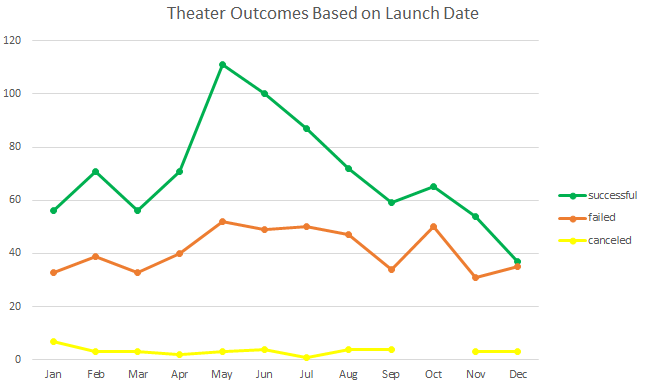 Theater Outcomes Based on Launch Date
120
100
80
60
40
20
0
Jan Feb Mar Apr May Jun Jul Aug Sep Oct Nov Dec
successful
failed
canceled